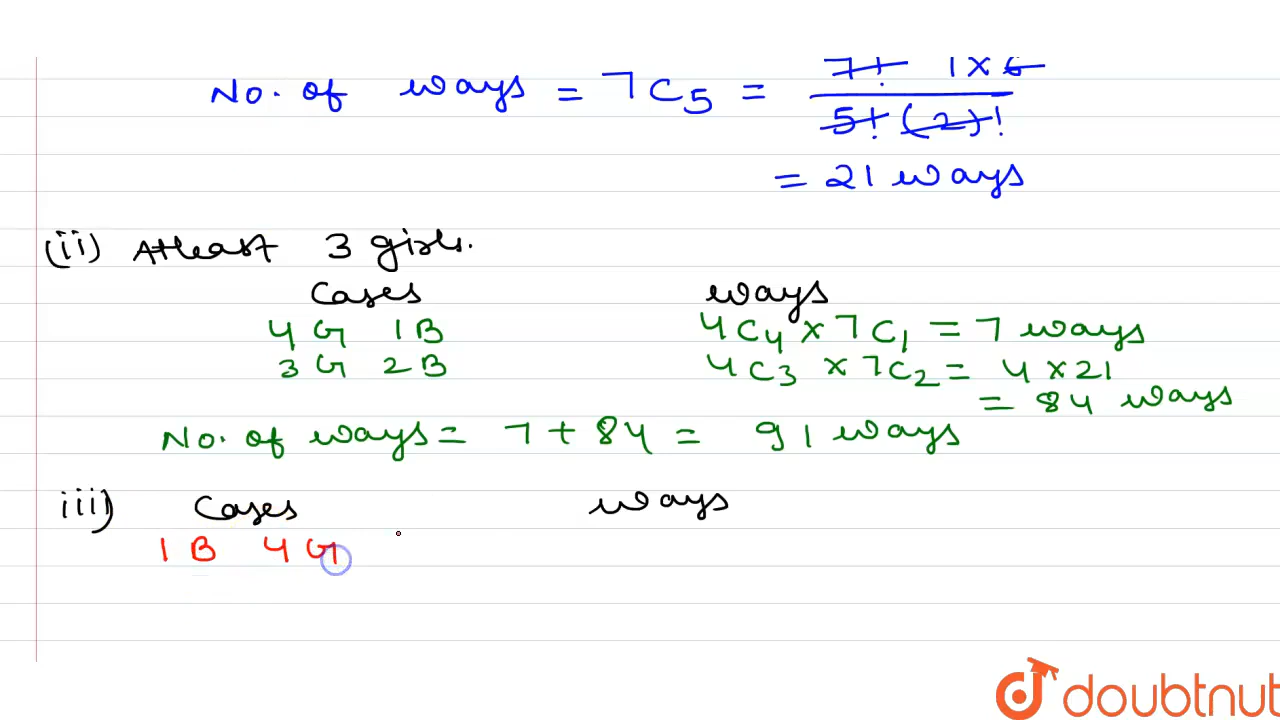 No. of ways = 7C5 = 7! 1 × 6 / 5! (2)!
= 21 ways
(ii) Atleast 3 girls.
Cases ways
4 G 1 B 4C4 × 7C1 = 7 ways
3 G 2 B 4C3 × 7C2 = 4 × 21
= 84 ways
No. of ways = 7 + 84 = 91 ways
iii) Cases ways
1 B 4 G
doubtnut